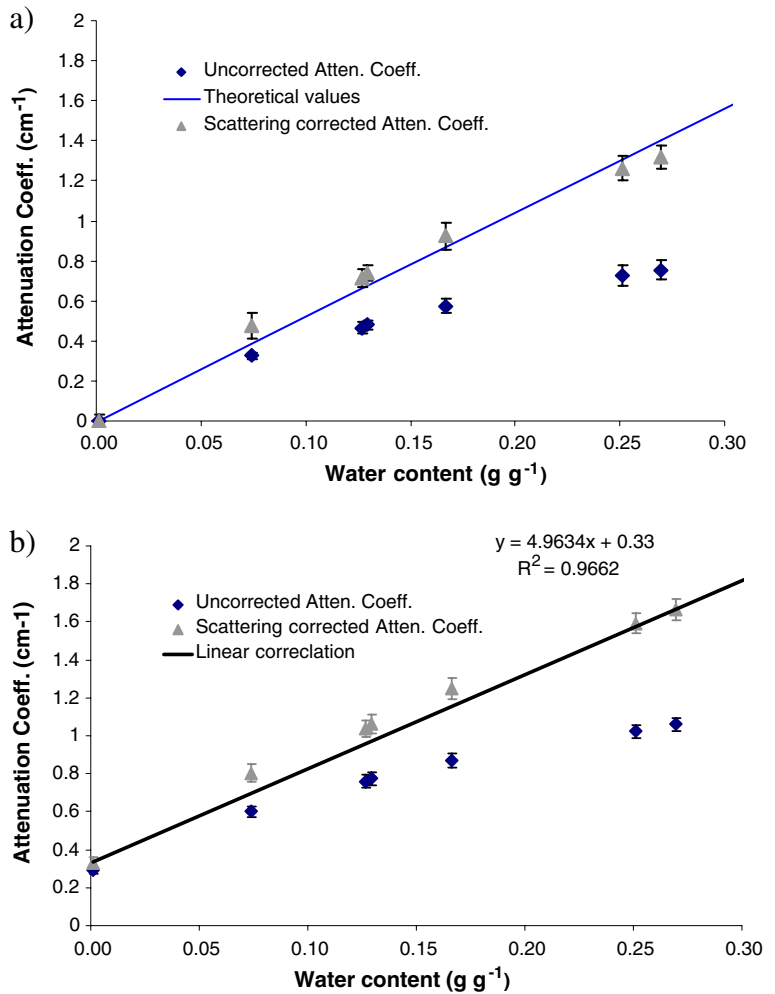 a)
2
1.8
1.6
1.4
1.2
1
0.8
0.6
0.4
0.2
0
Attenuation Coeff. (cm-1)
Uncorrected Atten. Coeff.
Theoretical values
Scattering corrected Atten. Coeff.
0.00 0.05 0.10 0.15 0.20 0.25 0.30
Water content (g g-1)
b)
2
1.8
1.6
1.4
1.2
1
0.8
0.6
0.4
0.2
0
Attenuation Coeff. (cm-1)
y = 4.9634x + 0.33
R2 = 0.9662
Uncorrected Atten. Coeff.
Scattering corrected Atten. Coeff.
Linear correclation
0.00 0.05 0.10 0.15 0.20 0.25 0.30
Water content (g g-1)